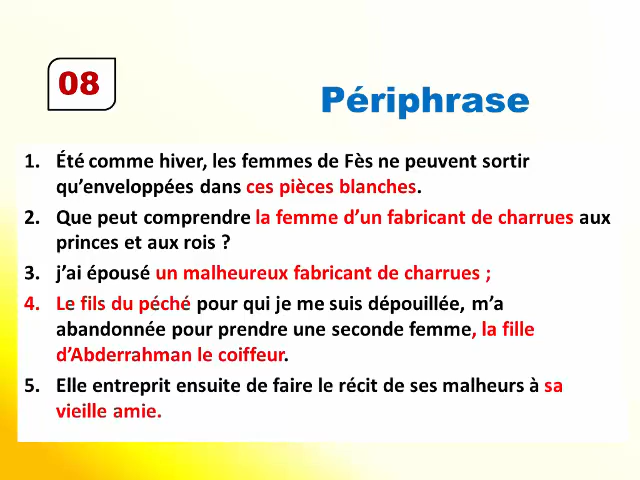 08
Périphrase
1. Été comme hiver, les femmes de Fès ne peuvent sortir
qu'enveloppées dans ces pièces blanches.
2. Que peut comprendre la femme d'un fabricant de charrues aux
princes et aux rois ?
3. j'ai épousé un malheureux fabricant de charrues ;
4. Le fils du péché pour qui je me suis dépouillée, m'a
abandonnée pour prendre une seconde femme, la fille
d'Abderrahman le coiffeur.
5. Elle entreprit ensuite de faire le récit de ses malheurs à sa
vieille amie.